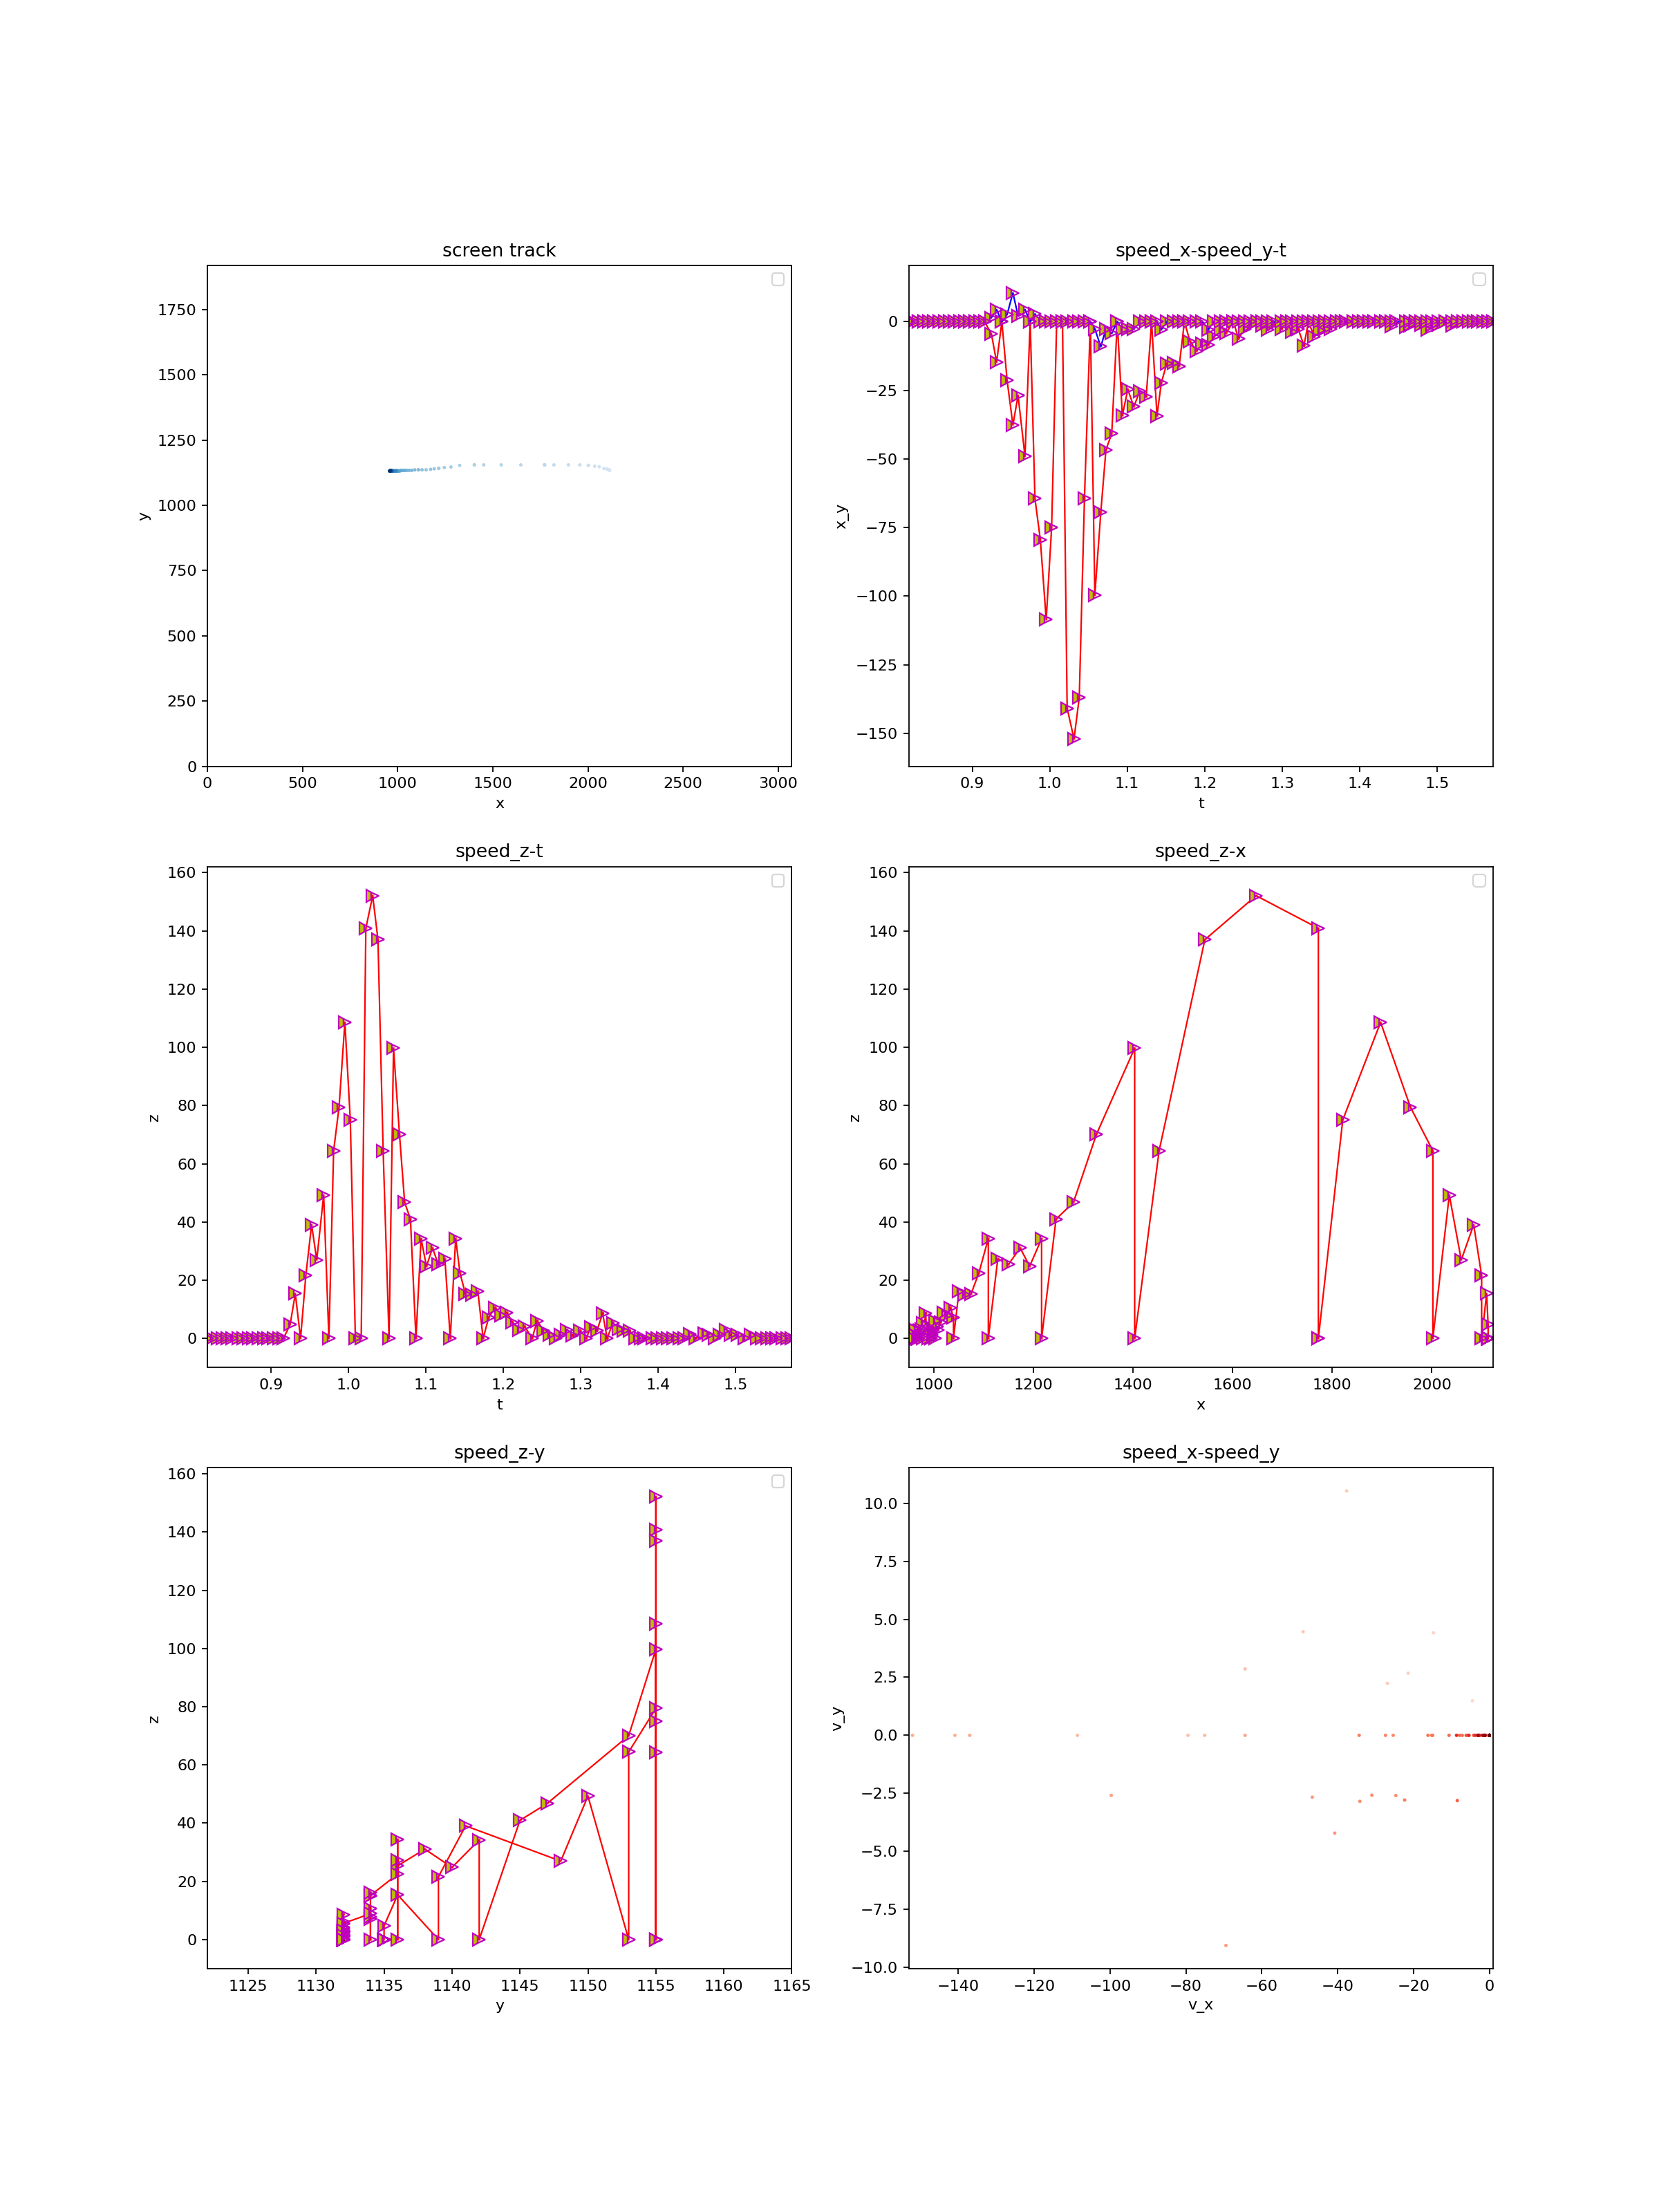 screen track
1750
1500
1250
1000
750
500
250
0
y
0 500 1000 1500 2000 2500 3000
x
speed_x-speed_y-t
0
−25
−50
−75
−100
−125
−150
x_y
0.9 1.0 1.1 1.2 1.3 1.4 1.5
t
speed_z-t
160
140
120
100
80
60
40
20
0
z
0.9 1.0 1.1 1.2 1.3 1.4 1.5
t
speed_z-x
160
140
120
100
80
60
40
20
0
z
1000 1200 1400 1600 1800 2000
x
speed_z-y
160
140
120
100
80
60
40
20
0
z
1125 1130 1135 1140 1145 1150 1155 1160 1165
y
speed_x-speed_y
10.0
7.5
5.0
2.5
0.0
−2.5
−5.0
−7.5
−10.0
v_y
−140 −120 −100 −80 −60 −40 −20 0
v_x